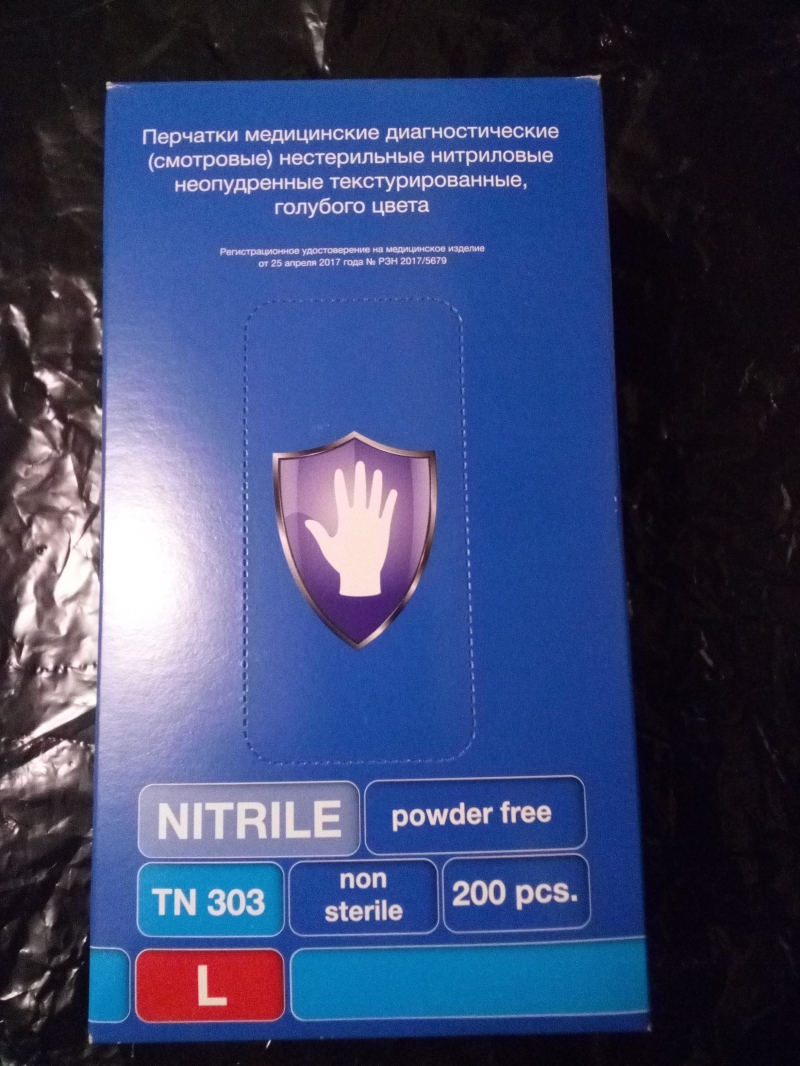 Перчатки медицинские диагностические
(смотровые) нестерильные нитриловые
неопудренные текстурированные,
голубого цвета
Регистрационное удостоверение на медицинское изделие
от 25 апреля 2017 года № РЗН 2017/5679
NITRILE powder free
TN 303 non sterile 200 pcs.
L